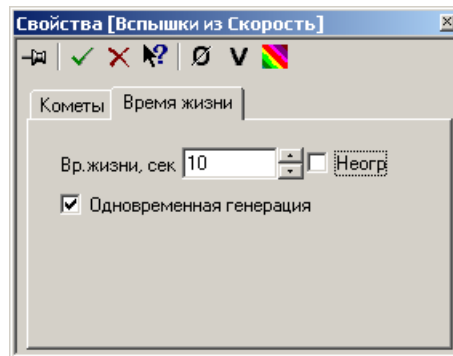 Свойства [Вспышки из Скорость]
Кометы Время жизни
Вр.жизни, сек 10 Неогр
Одновременная генерация